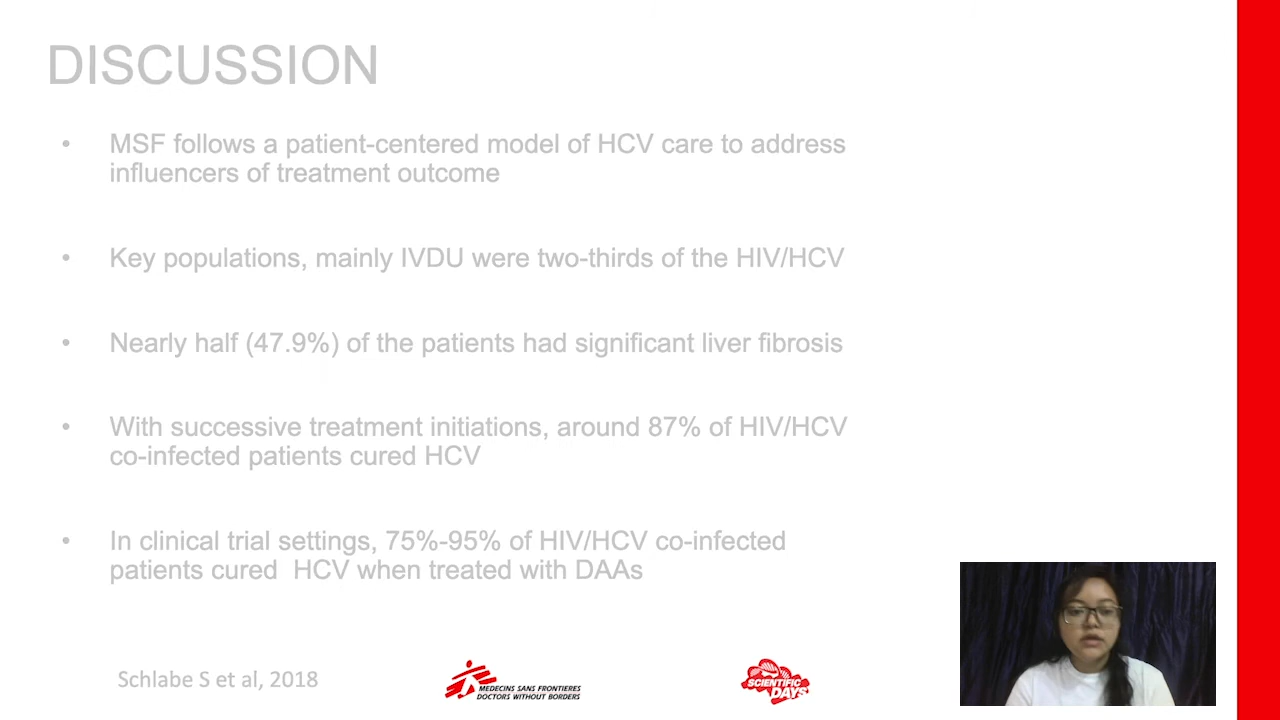 DISCUSSION
• MSF follows a patient-centered model of HCV care to address
influencers of treatment outcome
• Key populations, mainly IVDU were two-thirds of the HIV/HCV
• Nearly half (47.9%) of the patients had significant liver fibrosis
• With successive treatment initiations, around 87% of HIV/HCV
co-infected patients cured HCV
• In clinical trial settings, 75%-95% of HIV/HCV co-infected
patients cured  HCV when treated with DAAs
Schlabe S et al, 2018
MEDECINS SANS FRONTIERES
DOCTORS WITHOUT BORDERS
SCIENTIFIC
DAYS